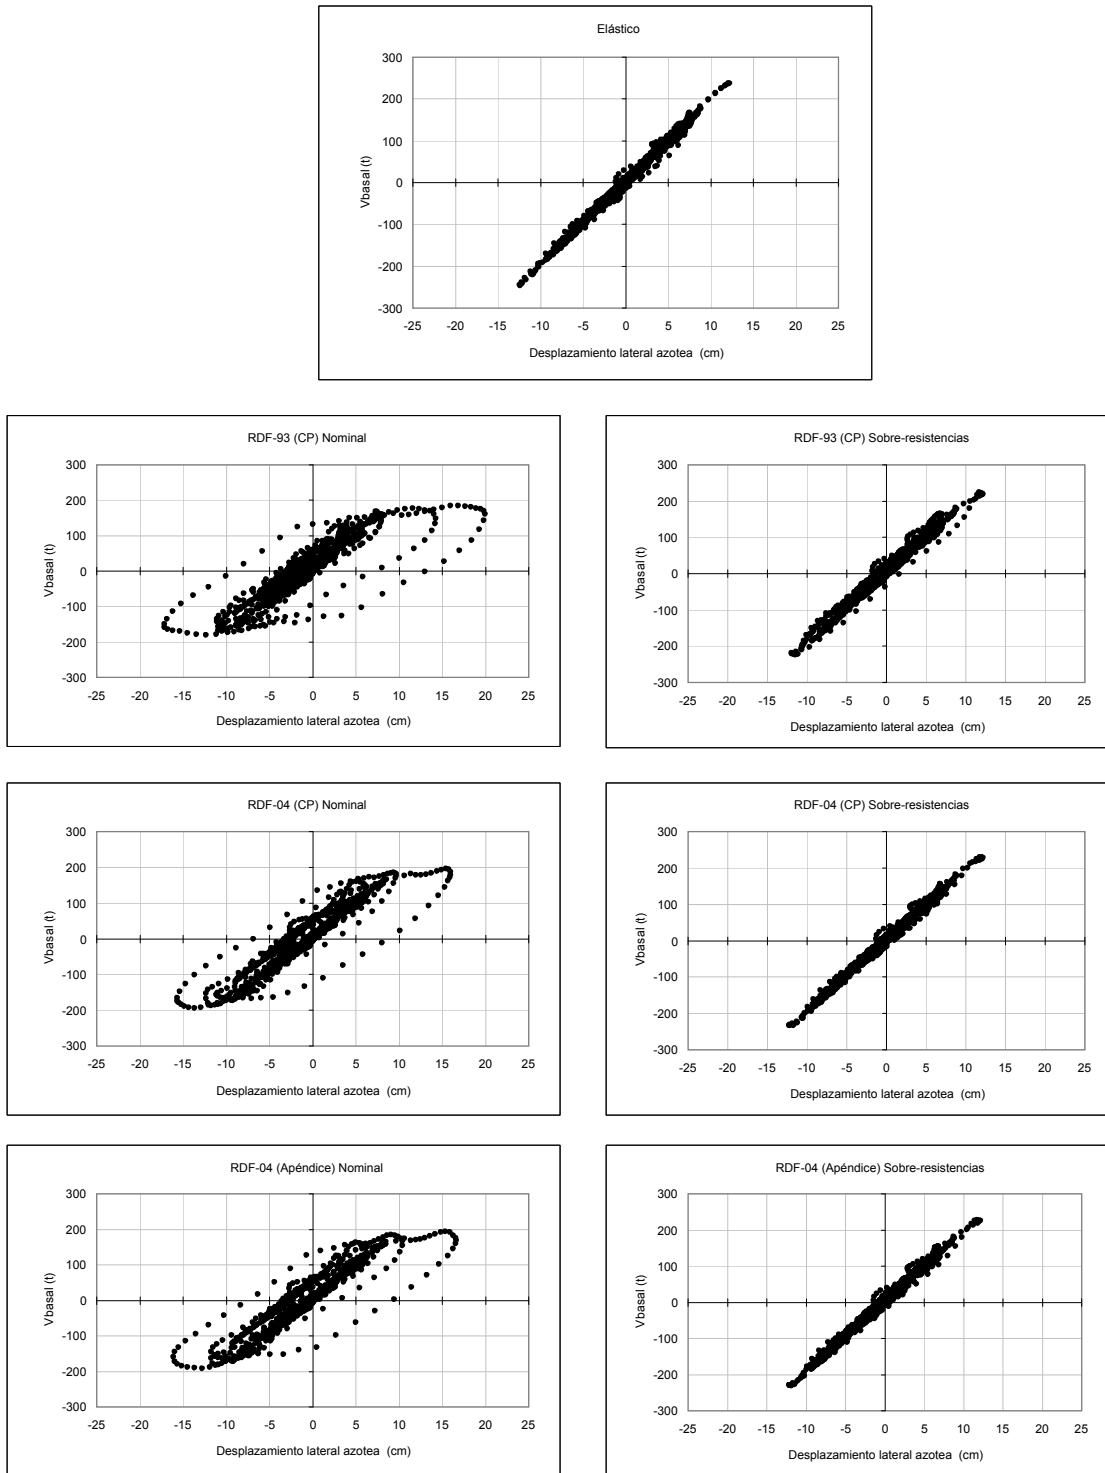 Elástico
300
200
100
0
-100
-200
-300
Vbasal (t)
-25 -20 -15 -10 -5 0 5 10 15 20 25
Desplazamiento lateral azotea (cm)
RDF-93 (CP) Nominal
300
200
100
0
-100
-200
-300
Vbasal (t)
-25 -20 -15 -10 -5 0 5 10 15 20 25
Desplazamiento lateral azotea (cm)
RDF-93 (CP) Sobre-resistencias
300
200
100
0
-100
-200
-300
Vbasal (t)
-25 -20 -15 -10 -5 0 5 10 15 20 25
Desplazamiento lateral azotea (cm)
RDF-04 (CP) Nominal
300
200
100
0
-100
-200
-300
Vbasal (t)
-25 -20 -15 -10 -5 0 5 10 15 20 25
Desplazamiento lateral azotea (cm)
RDF-04 (CP) Sobre-resistencias
300
200
100
0
-100
-200
-300
Vbasal (t)
-25 -20 -15 -10 -5 0 5 10 15 20 25
Desplazamiento lateral azotea (cm)
RDF-04 (Apéndice) Nominal
300
200
100
0
-100
-200
-300
Vbasal (t)
-25 -20 -15 -10 -5 0 5 10 15 20 25
Desplazamiento lateral azotea (cm)
RDF-04 (Apéndice) Sobre-resistencias
300
200
100
0
-100
-200
-300
Vbasal (t)
-25 -20 -15 -10 -5 0 5 10 15 20 25
Desplazamiento lateral azotea (cm)